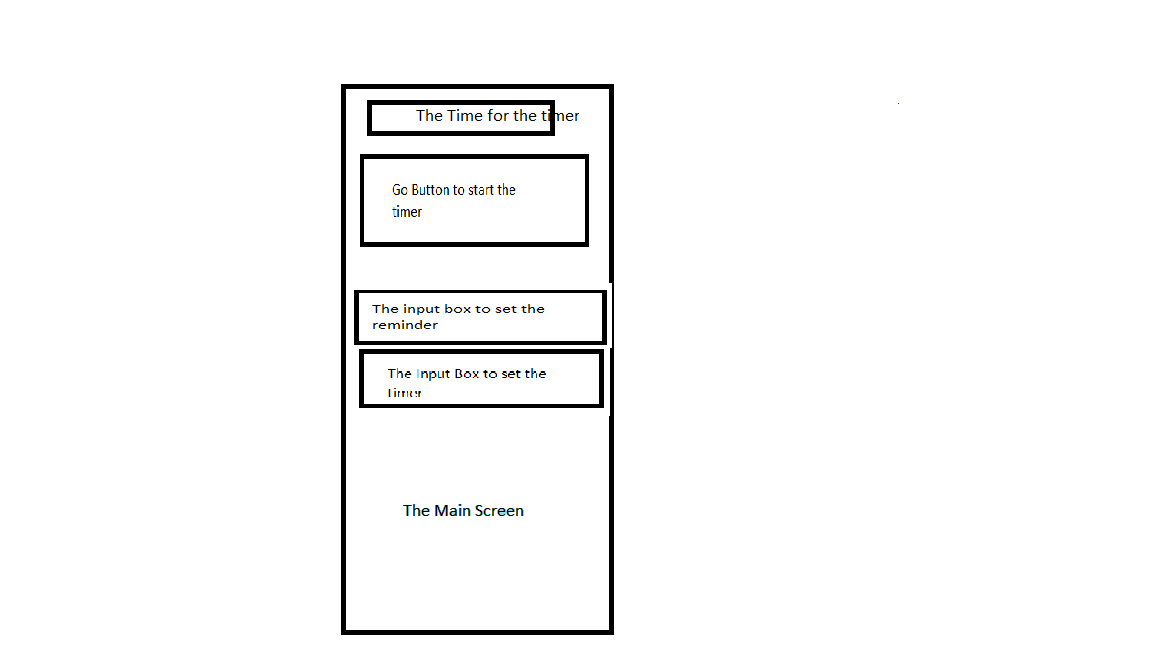 The Time for the timer
Go Button to start the
timer
The input box to set the
reminder
The Input Box to set the
timer
The Main Screen